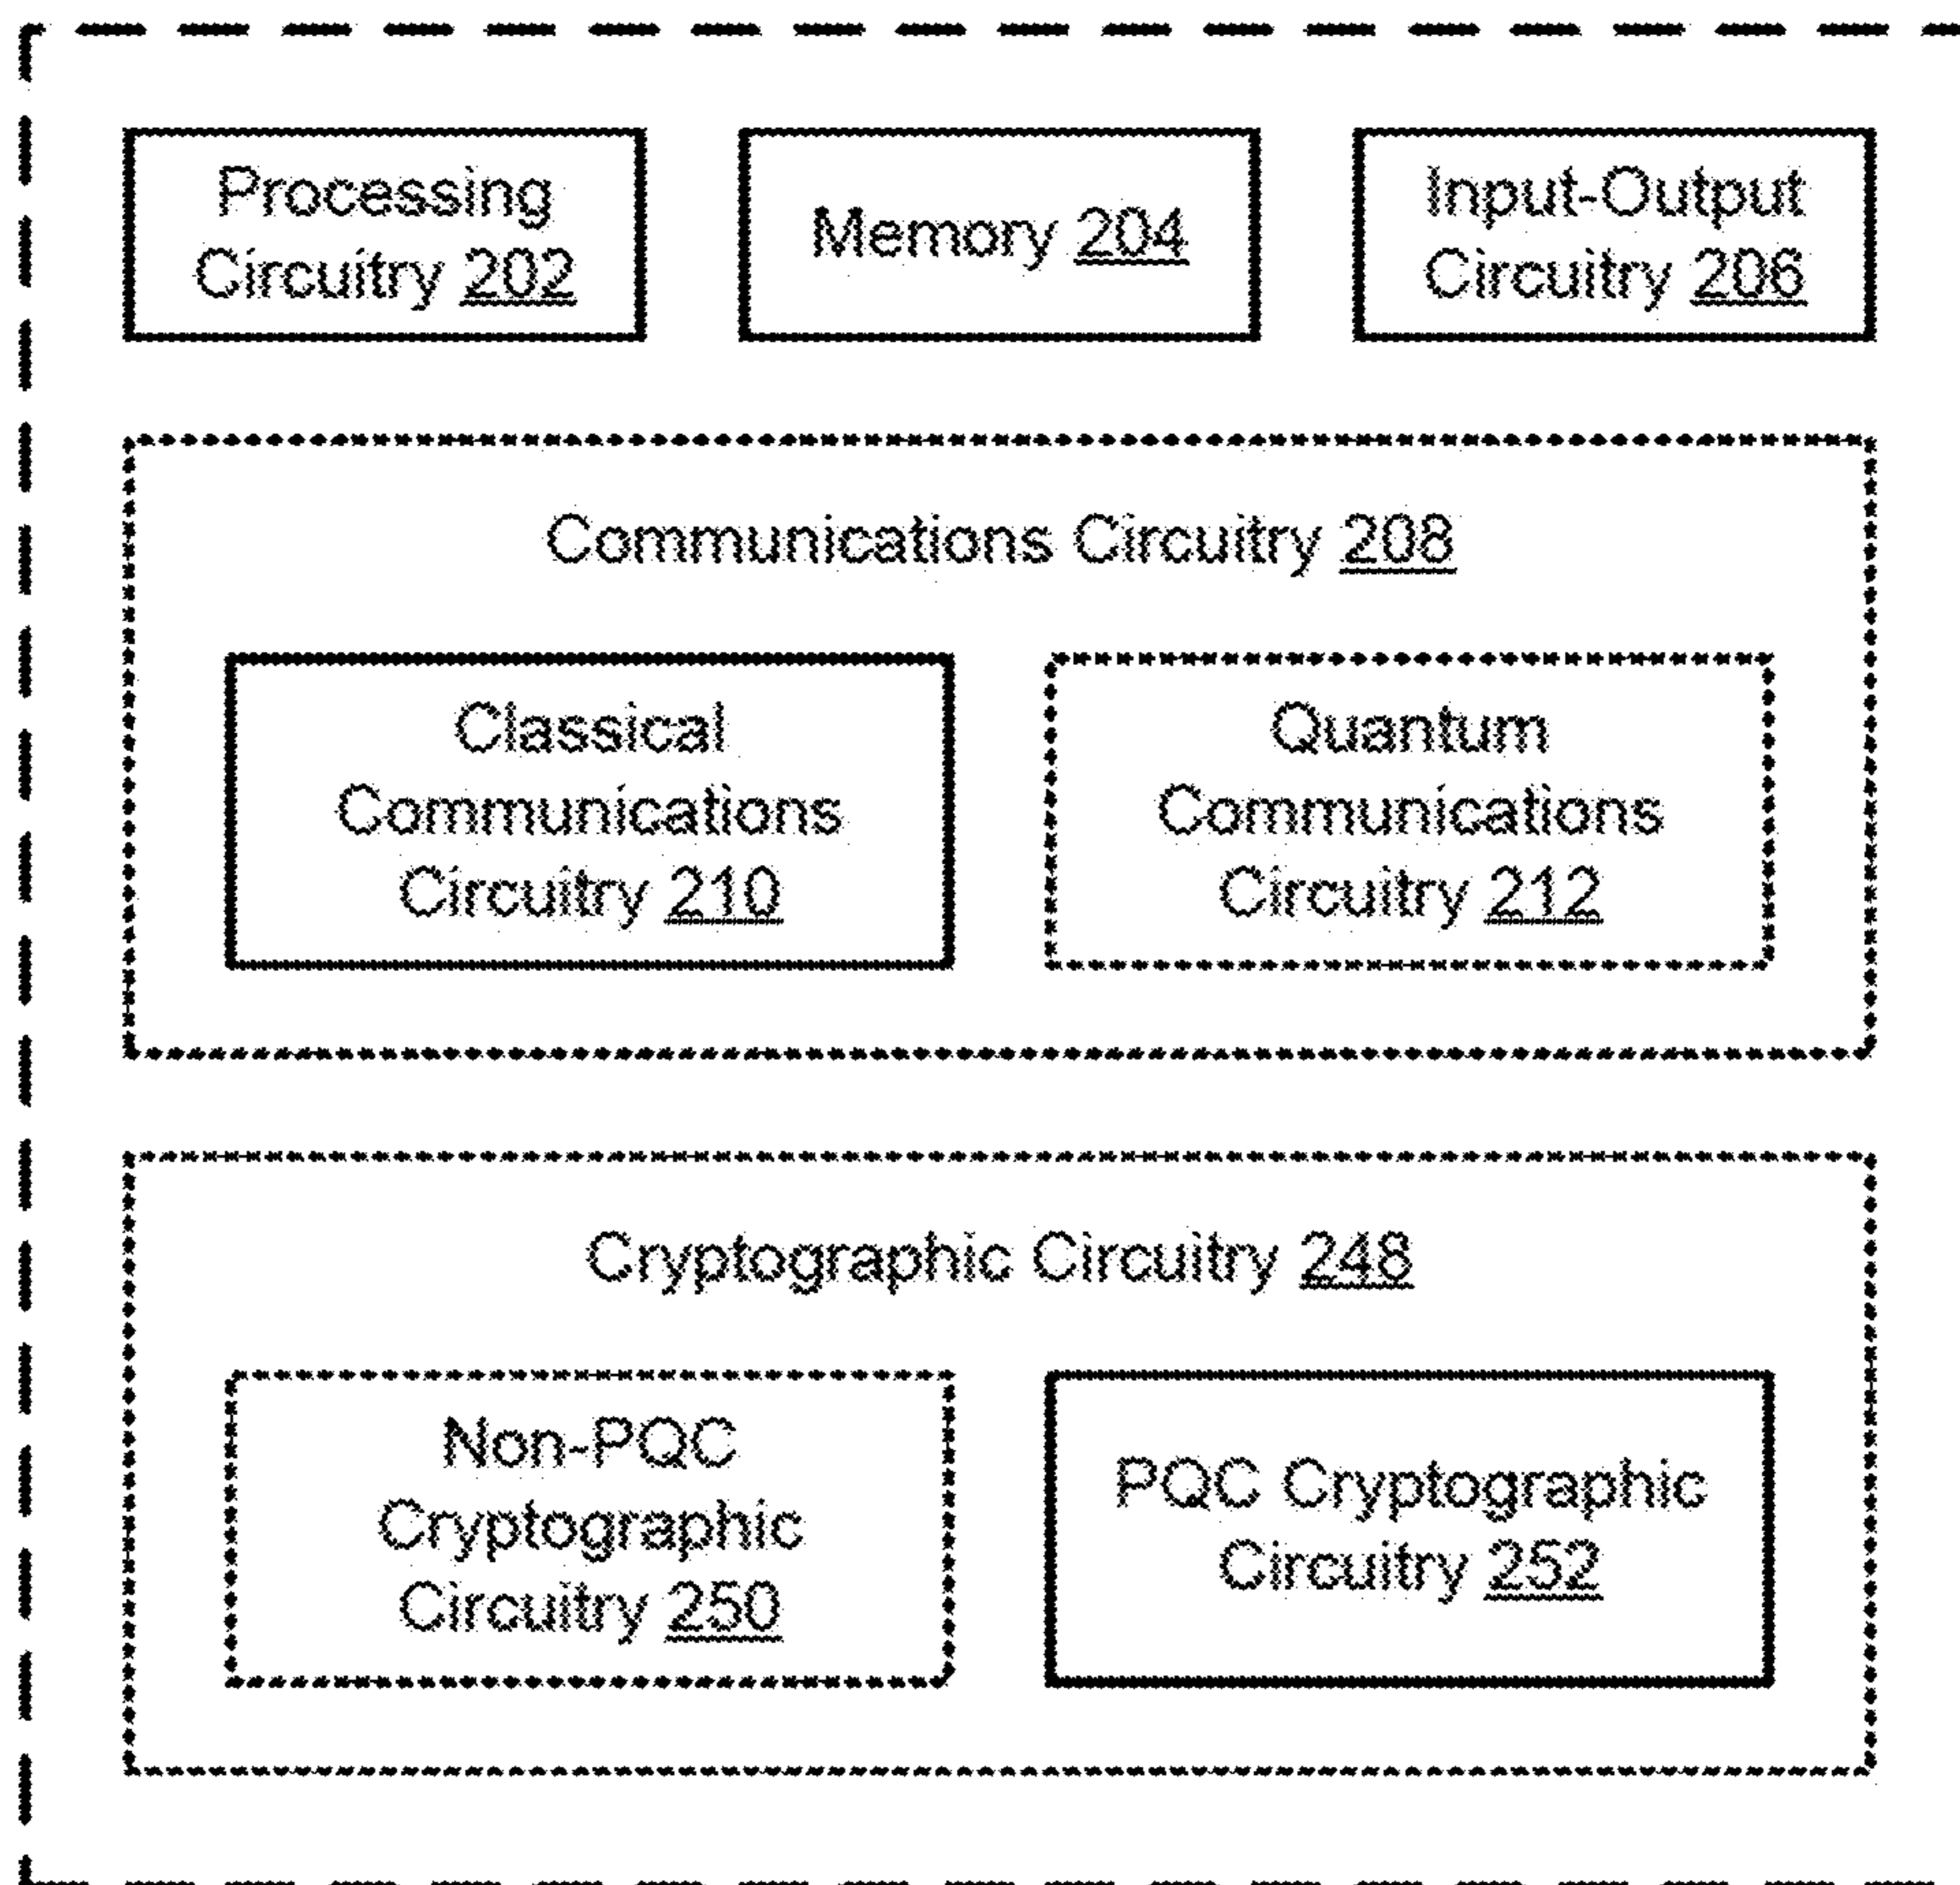 Processing
Circuitry 202
Memory 204
Input-Output
Circuitry 206
Communications Circuitry 208
Classical
Communications
Circuitry 210
Quantum
Communications
Circuitry 212
Cryptographic Circuitry 248
Non-PQC
Cryptographic
Circuitry 250
PQC Cryptographic
Circuitry 252